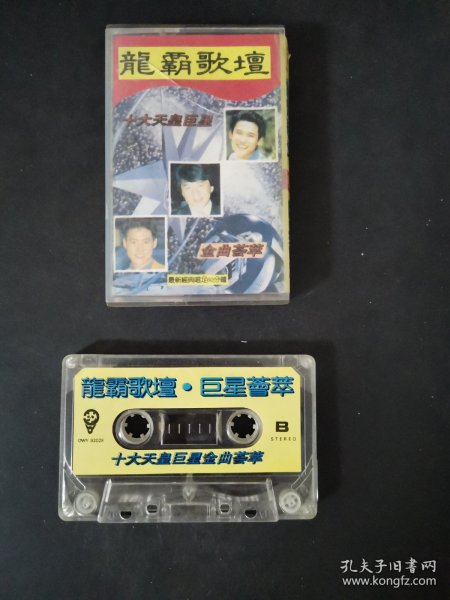 龍霸歌壇
十大天皇巨星
金曲荟萃
龍霸歌壇·巨星薈萃
B
STEREO
十大天皇巨星金曲荟萃
孔夫子旧书网
www.kongfz.com